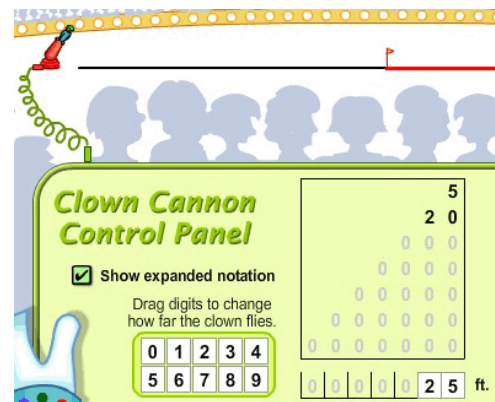 Clown Cannon
Control Panel
Show expanded notation
Drag digits to change
how far the clown flies.
0 1 2 3 4
5 6 7 8 9
5
2 0
0 0 0
0 0 0 0
0 0 0 0 0
0 0 0 0 0 0
0 0 0 0 0 0 0
0 0 0 0 0 2 5 ft.